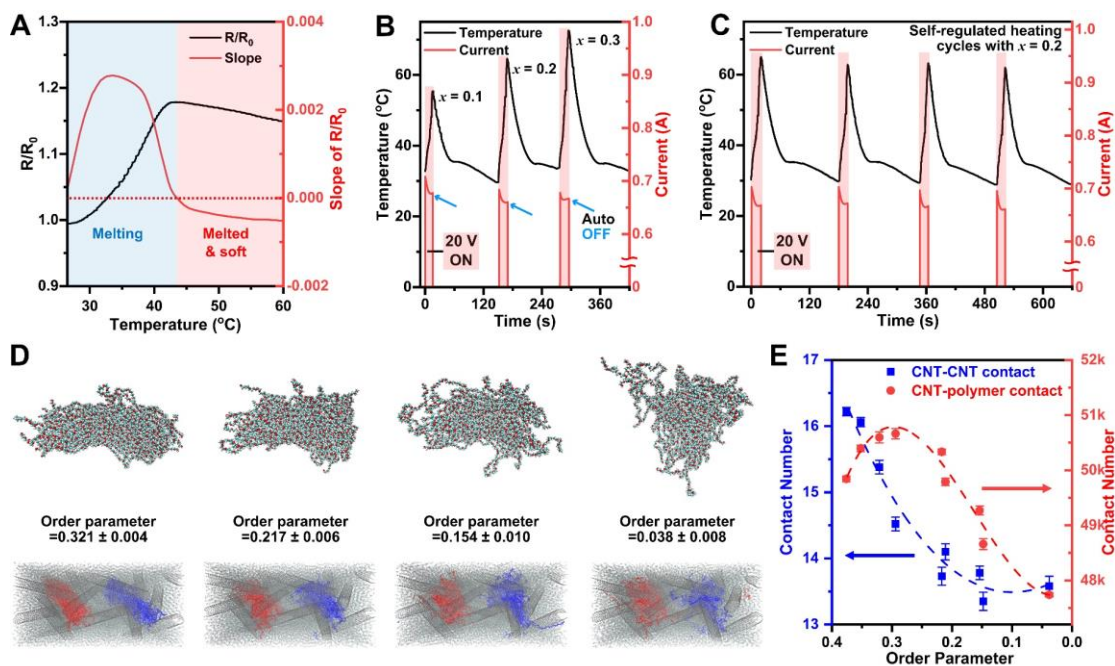 A
1.3
1.2
1.1
1.0
0.9
R/R₀
R/R₀
Slope
0.004
0.002
0.000
-0.002
Slope of R/R₀
Melting
Melted
& soft
30 40 50 60
Temperature (°C)
B
Temperature
Current
x = 0.1
x = 0.2
x = 0.3
60
40
20
0
Temperature (°C)
1.0
0.9
0.8
0.7
0.6
0
Current (A)
Auto
OFF
20 V
ON
0 120 240 360
Time (s)
C
Temperature
Current
Self-regulated heating
cycles with x = 0.2
60
40
20
0
Temperature (°C)
1.0
0.9
0.8
0.7
0.6
0
Current (A)
20 V
ON
0 120 240 360 480 600
Time (s)
D
Order parameter
=0.321 ± 0.004
Order parameter
=0.217 ± 0.006
Order parameter
=0.154 ± 0.010
Order parameter
=0.038 ± 0.008
E
17
16
15
14
13
Contact Number
CNT-CNT contact
CNT-polymer contact
52k
51k
50k
49k
48k
Contact Number
0.4 0.3 0.2 0.1 0.0
Order Parameter